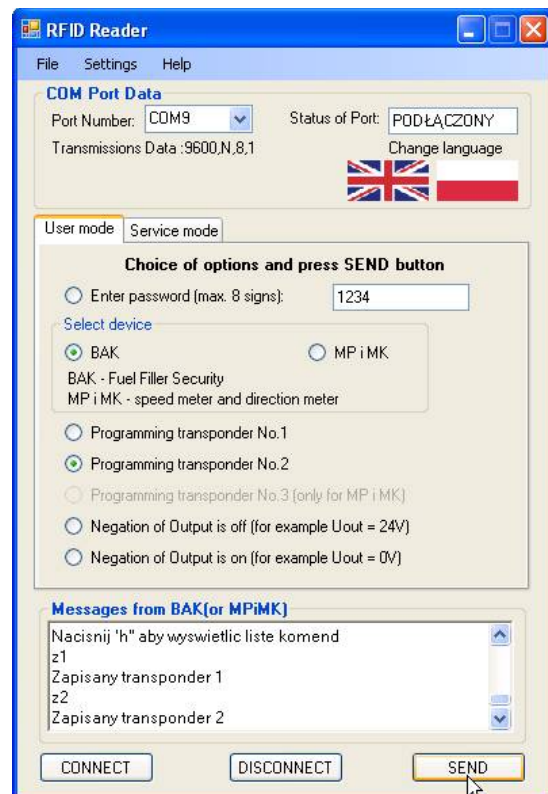 RFID Reader
File Settings Help
COM Port Data
Port Number: COM9 Status of Port: PODŁĄCZONY
Transmissions Data :9600,N,8,1 Change language
User mode Service mode
Choice of options and press SEND button
Enter password (max. 8 signs): 1234
Select device
BAK MP i MK
BAK - Fuel Filler Security
MP i MK - speed meter and direction meter
Programming transponder No.1
Programming transponder No.2
Programming transponder No.3 (only for MP i MK)
Negation of Output is off (for example Uout = 24V)
Negation of Output is on (for example Uout = 0V)
Messages from BAK(or MPiMK)
Nacisnij 'h'' aby wyswietlic liste komend
z1
Zapisany transponder 1
z2
Zapisany transponder 2
CONNECT DISCONNECT SEND